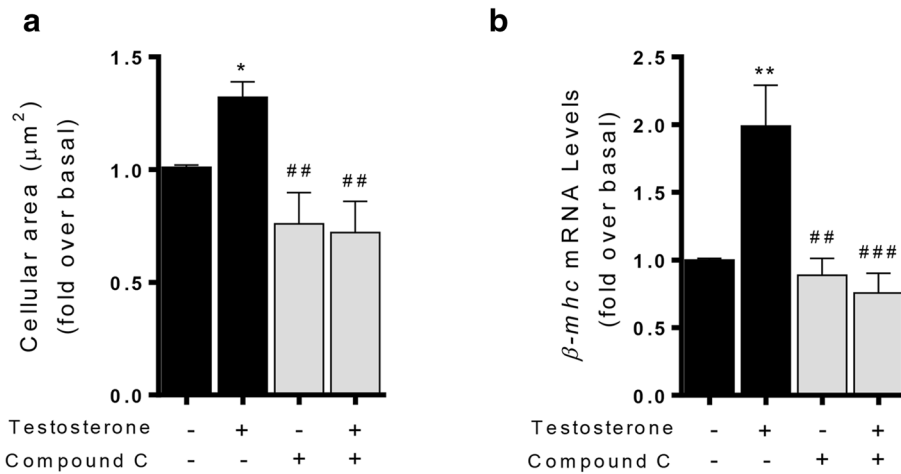 a
Cellular area (μm²)
(fold over basal)
1.5
1.0
0.5
0.0
*
##
##
Testosterone - + - +
Compound C - - + +
b
β-mhc mRNA Levels
(fold over basal)
2.5
2.0
1.5
1.0
0.5
0.0
**
##
###
Testosterone - + - +
Compound C - - + +